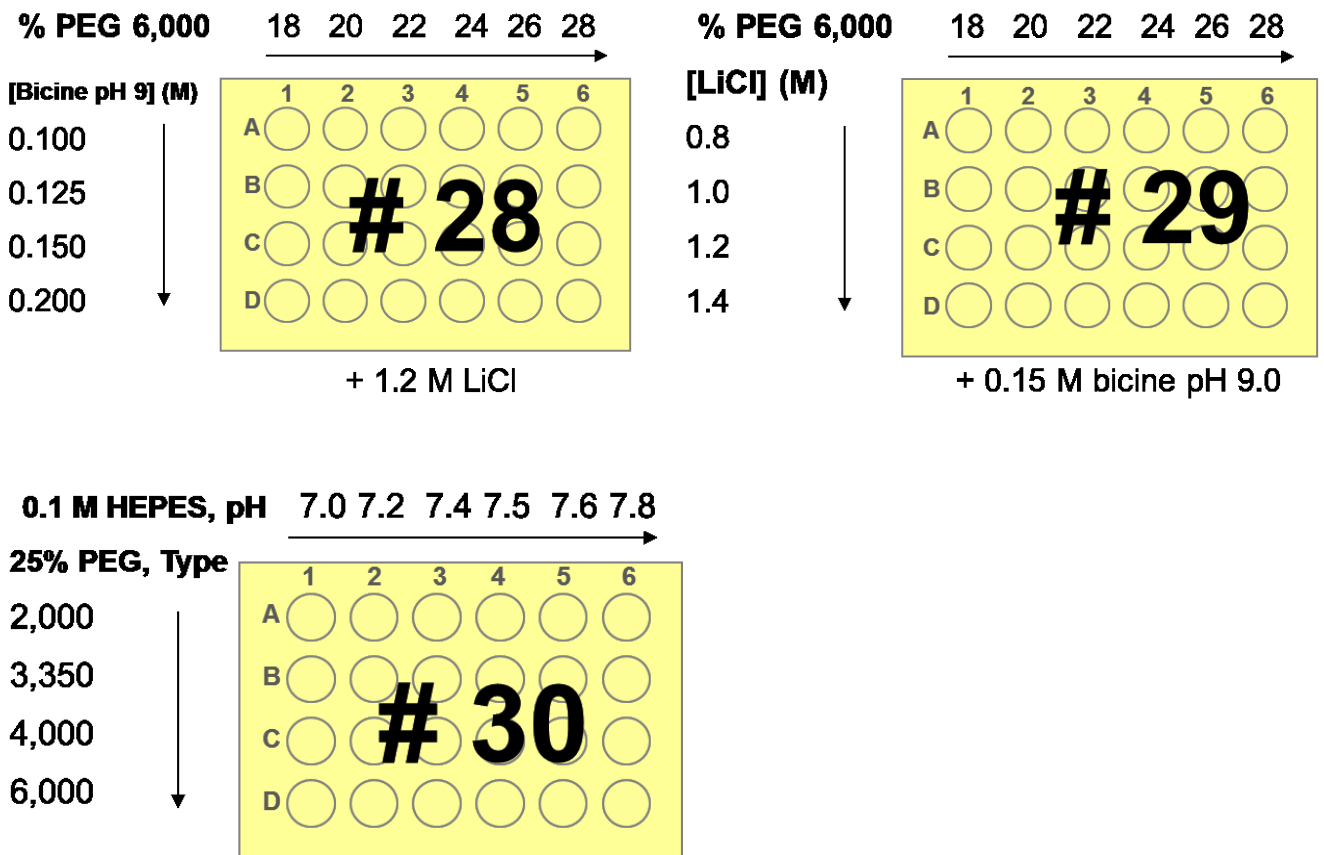 % PEG 6,000 18 20 22 24 26 28
[Bicine pH 9] (M)
1 2 3 4 5 6
A
0.100
B
0.125
C
0.150
D
0.200
# 28
+ 1.2 M LiCl
% PEG 6,000 18 20 22 24 26 28
[LiCl] (M)
1 2 3 4 5 6
A
0.8
B
1.0
C
1.2
D
1.4
# 29
+ 0.15 M bicine pH 9.0
0.1 M HEPES, pH 7.0 7.2 7.4 7.5 7.6 7.8
25% PEG, Type
1 2 3 4 5 6
A
2,000
B
3,350
C
4,000
D
6,000
# 30